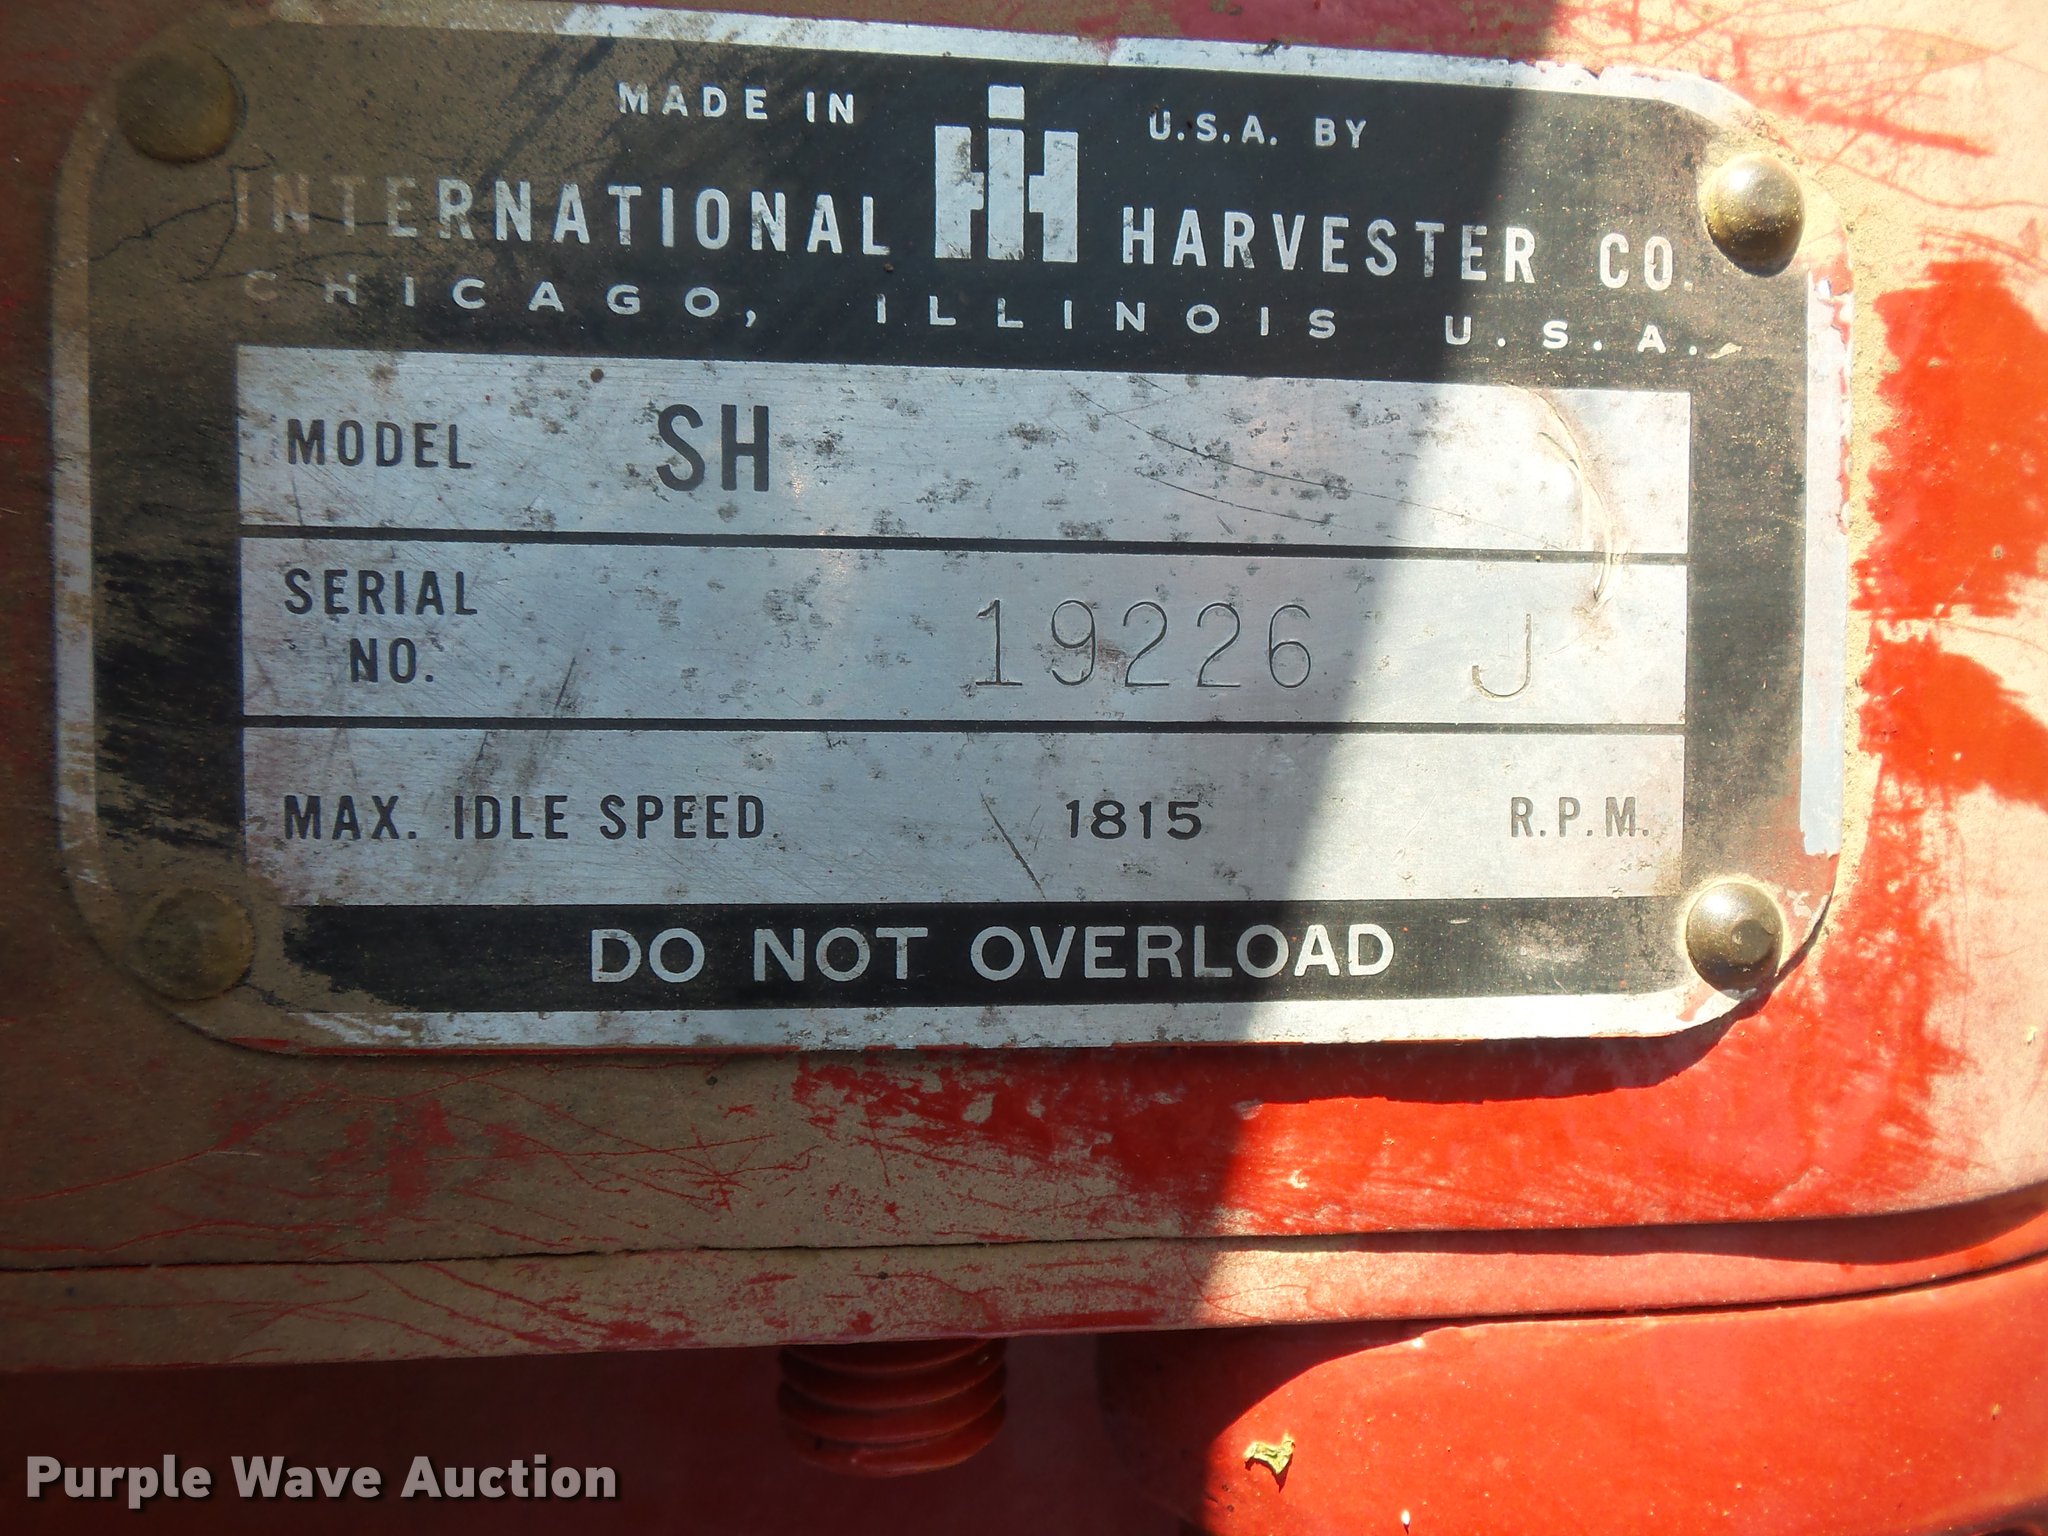 MADE IN IH U.S.A. BY
INTERNATIONAL HARVESTER CO.
CHICAGO, ILLINOIS U.S.A.
MODEL SH
SERIAL
NO. 19226 J
MAX. IDLE SPEED 1815 R.P.M.
DO NOT OVERLOAD
Purple Wave Auction